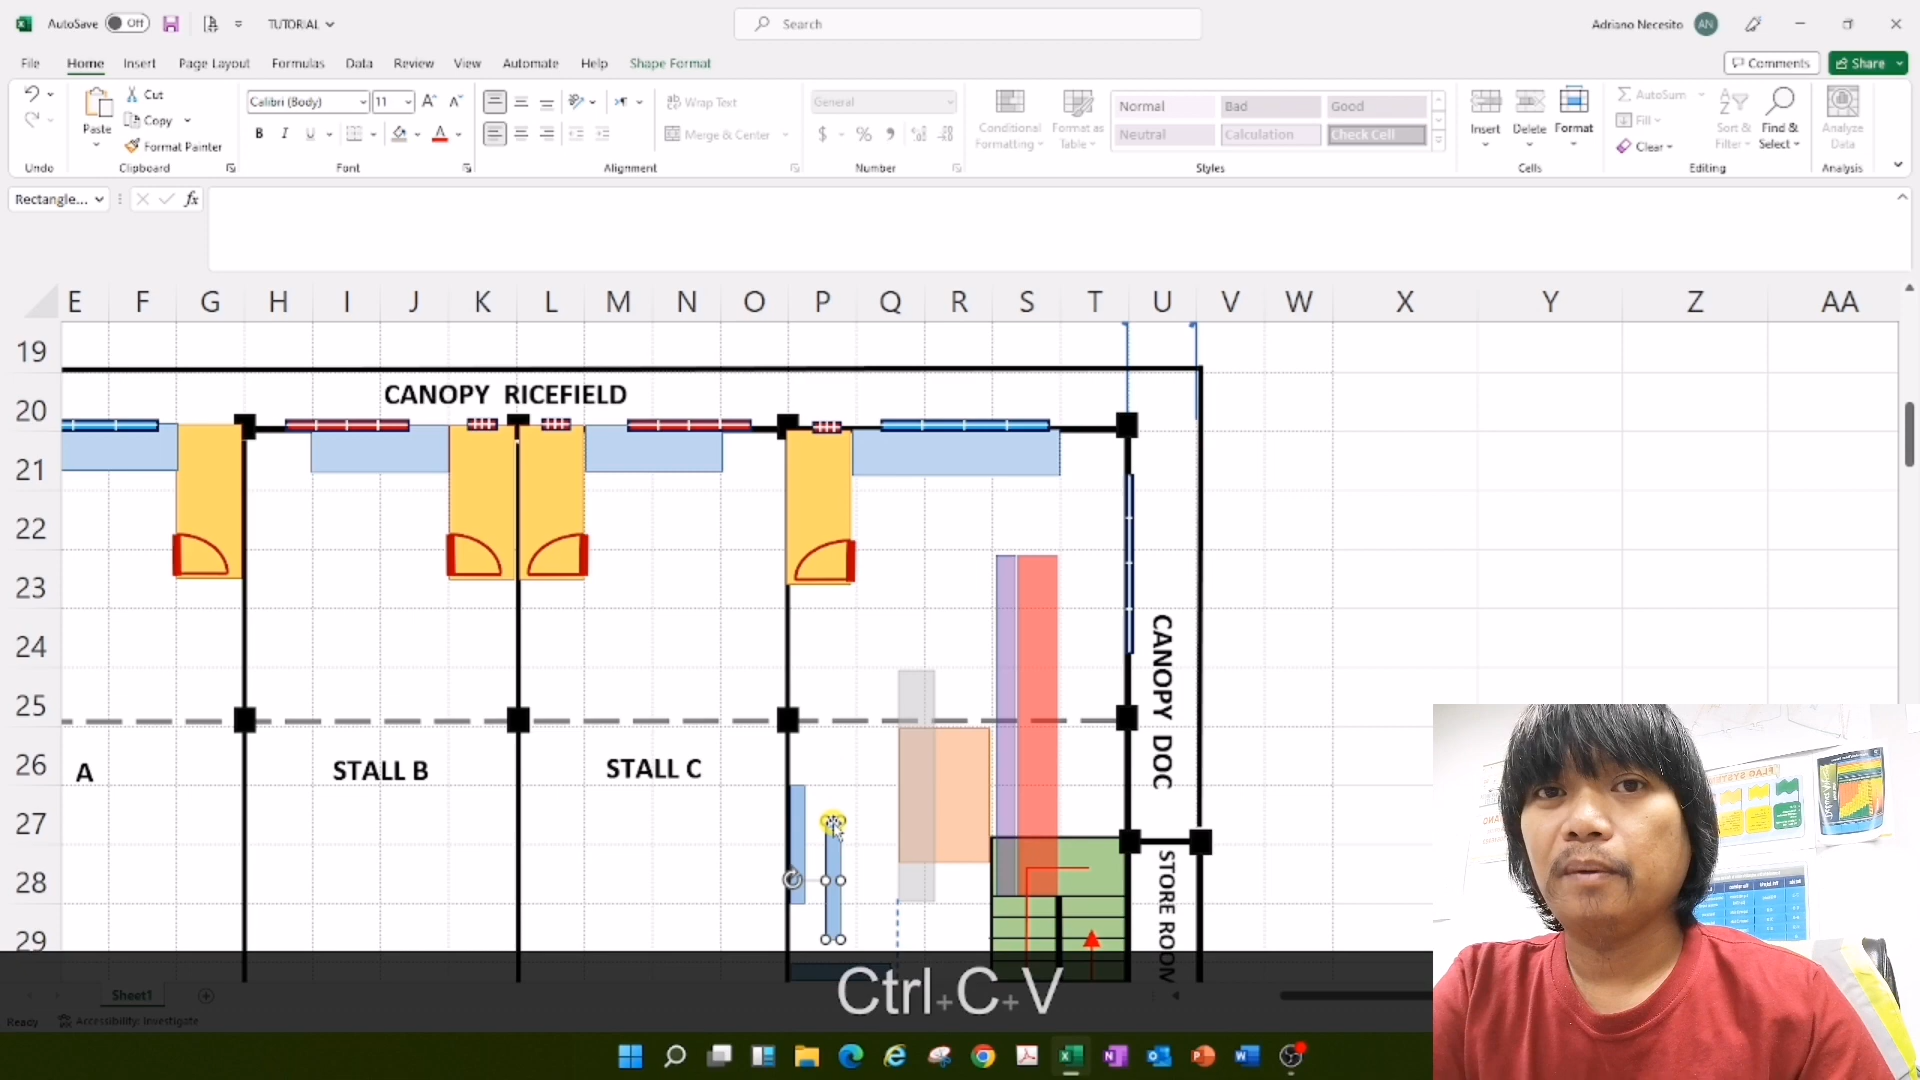 AutoSave Off TUTORIAL Search Adriano Necesito AN
File Home Insert Page Layout Formulas Data Review View Automate Help Shape Format Comments Share
Cut
Copy
Format Painter
Paste
Calibri (Body) 11
B I U
Wrap Text
Merge & Center
General
$ %
Conditional Formatting
Format as Table
Normal Bad Good
Neutral Calculation Check Cell
Insert Delete Format
AutoSum
Fill
Clear
Sort & Filter
Find & Select
Analyze Data
Undo Clipboard Font Alignment Number Styles Cells Editing Analysis
Rectangle... fx
E F G H I J K L M N O P Q R S T U V W X Y Z AA
19
20
21
22
23
24
25
26
27
28
29
CANOPY RICEFIELD
A
STALL B
STALL C
CANOPY DOC
STORE ROOM
FLAG SYSTEM
Ctrl+C+V
Sheet1
Ready Accessibility: Investigate